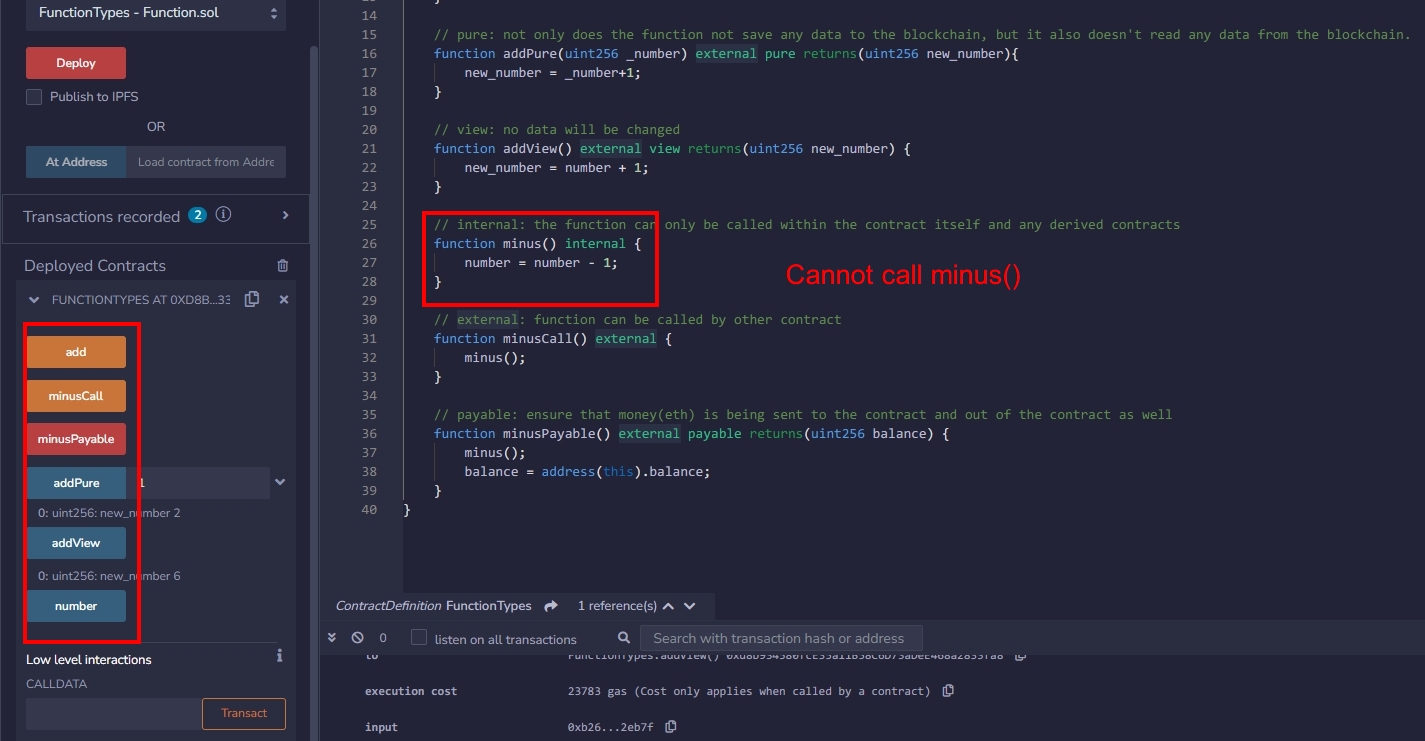 FunctionTypes - Function.sol
Deploy
Publish to IPFS
OR
At Address Load contract from Addre
Transactions recorded 2 i
Deployed Contracts
FUNCTIONTYPES AT 0XD8B...33
add
minusCall
minusPayable
addPure 1
0: uint256: new_number 2
addView
0: uint256: new_number 6
number
Low level interactions i
CALLDATA
Transact
14
15 // pure: not only does the function not save any data to the blockchain, but it also doesn't read any data from the blockchain.
16 function addPure(uint256 _number) external pure returns(uint256 new_number){
17 new_number = _number+1;
18 }
19
20 // view: no data will be changed
21 function addView() external view returns(uint256 new_number) {
22 new_number = number + 1;
23 }
24
25 // internal: the function can only be called within the contract itself and any derived contracts
26 function minus() internal {
27 number = number - 1;
28 }
29
30 // external: function can be called by other contract
31 function minusCall() external {
32 minus();
33 }
34
35 // payable: ensure that money(eth) is being sent to the contract and out of the contract as well
36 function minusPayable() external payable returns(uint256 balance) {
37 minus();
38 balance = address(this).balance;
39 }
40 }
Cannot call minus()
ContractDefinition FunctionTypes 1 reference(s)
0 listen on all transactions Search with transaction hash or address
to FunctionTypes.addView()
execution cost 23783 gas (Cost only applies when called by a contract)
input 0xb26...2eb7f